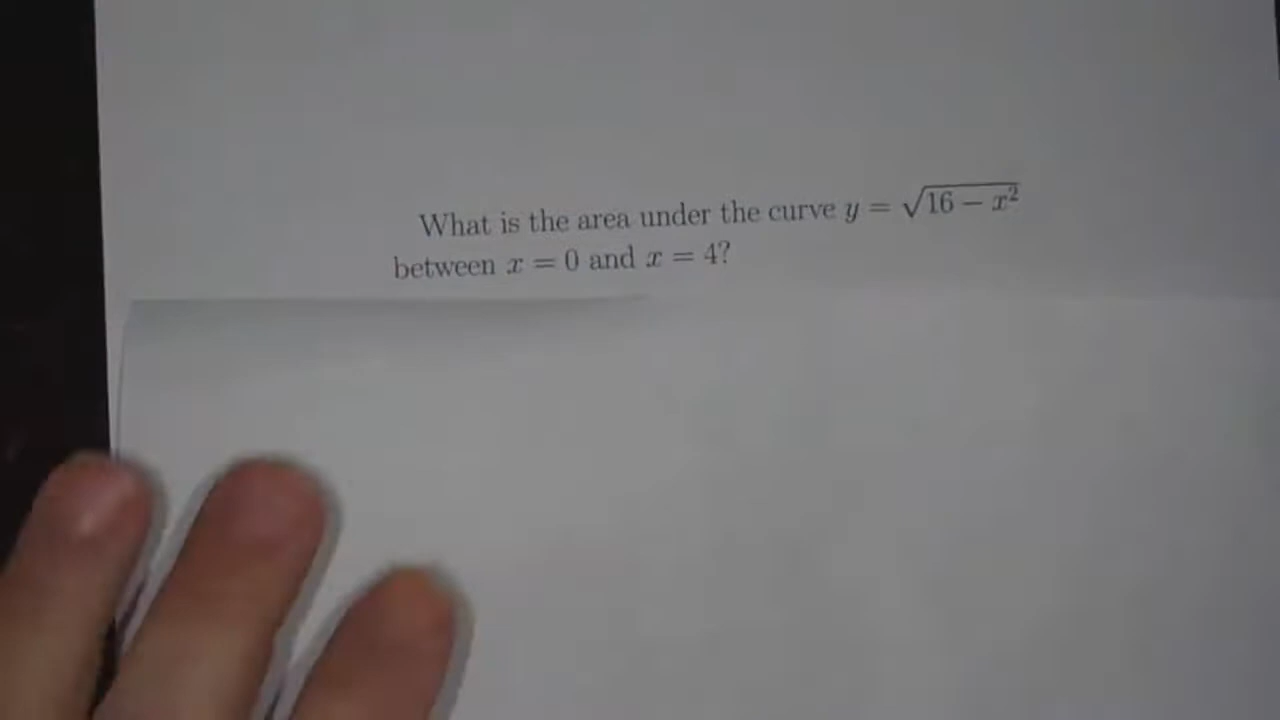 What is the area under the curve y = √(16 − x²)
between x = 0 and x = 4?